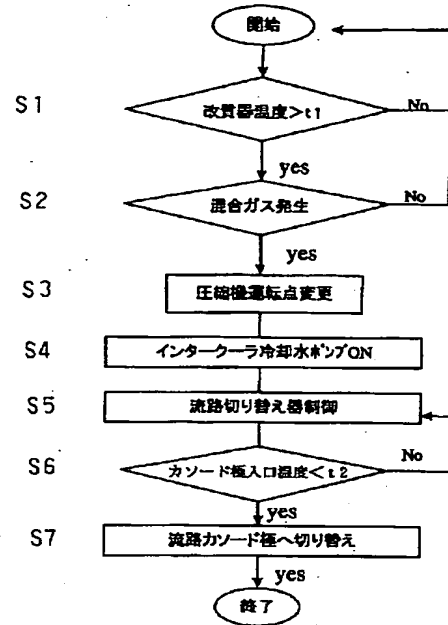 開始
S1
改質器温度>t1
No
yes
S2
混合ガス発生
No
yes
S3
圧縮機運転点変更
S4
インタークーラ冷却水ポンプON
S5
流路切り替え器制御
S6
カソード極入口温度<t2
No
yes
S7
流路カソード極へ切り替え
yes
終了